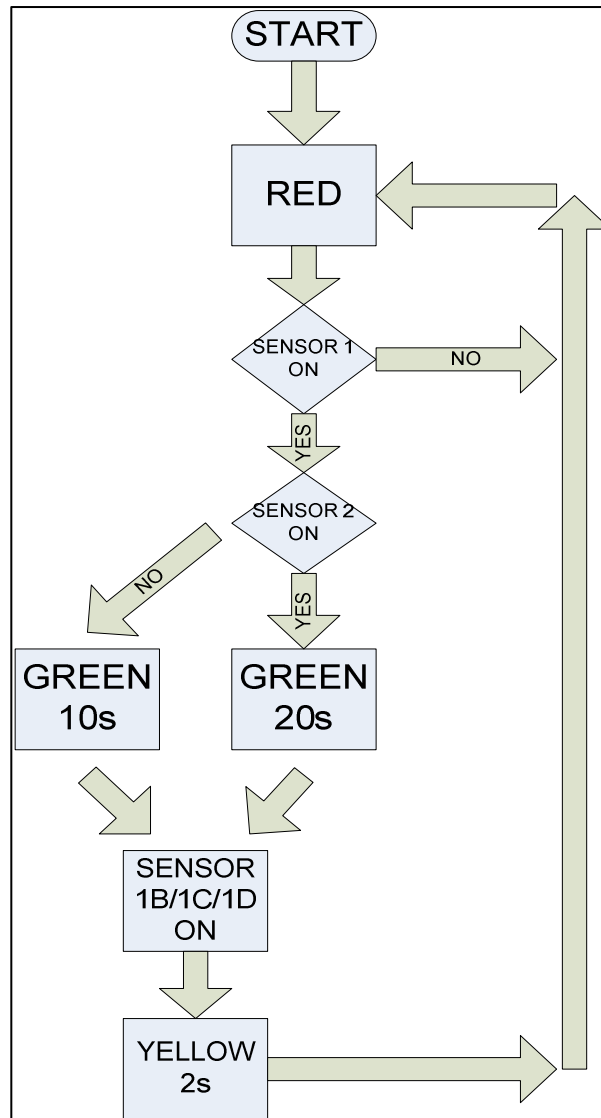 START
RED
SENSOR 1
ON
NO
YES
SENSOR 2
ON
NO
YES
GREEN
10s
GREEN
20s
SENSOR
1B/1C/1D
ON
YELLOW
2s